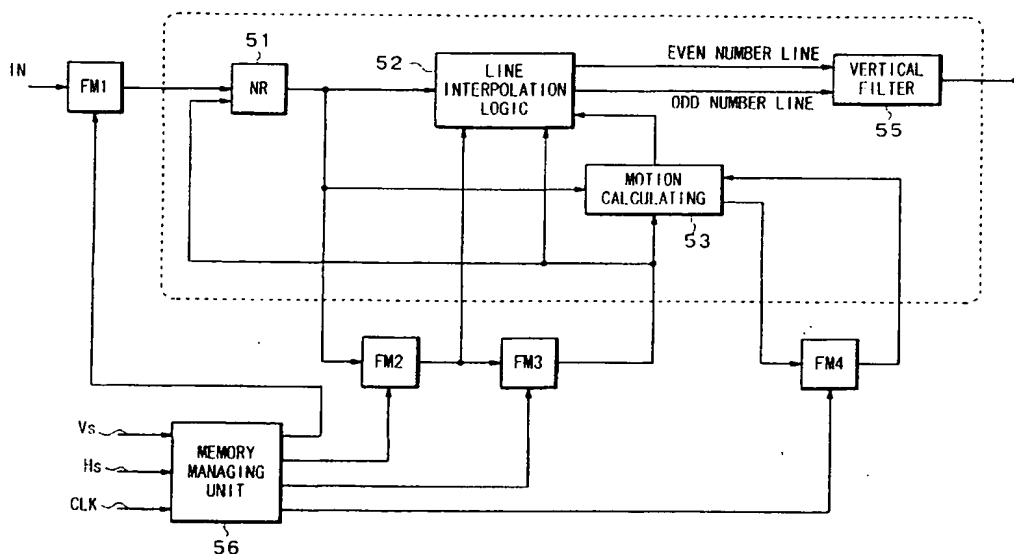 51
IN
FM1
NR
52
LINE
INTERPOLATION
LOGIC
EVEN NUMBER LINE
ODD NUMBER LINE
VERTICAL
FILTER
55
MOTION
CALCULATING
53
FM2
FM3
FM4
Vs
Hs
CLK
MEMORY
MANAGING
UNIT
56